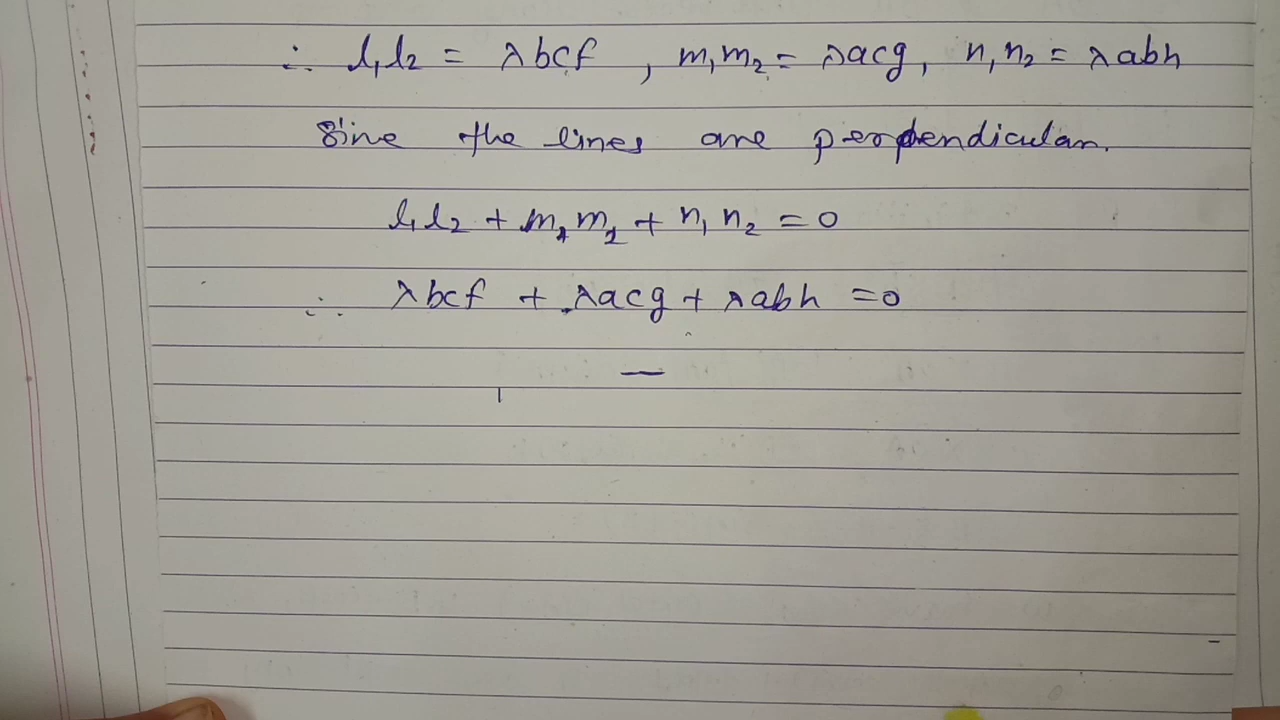 ∴ l₁l₂ = λbcf , m₁m₂ = λacg, n₁n₂ = λabh
Sine the lines are perpendicular.
l₁l₂ + m₁m₂ + n₁n₂ = 0
∴ λbcf + λacg + λabh = 0